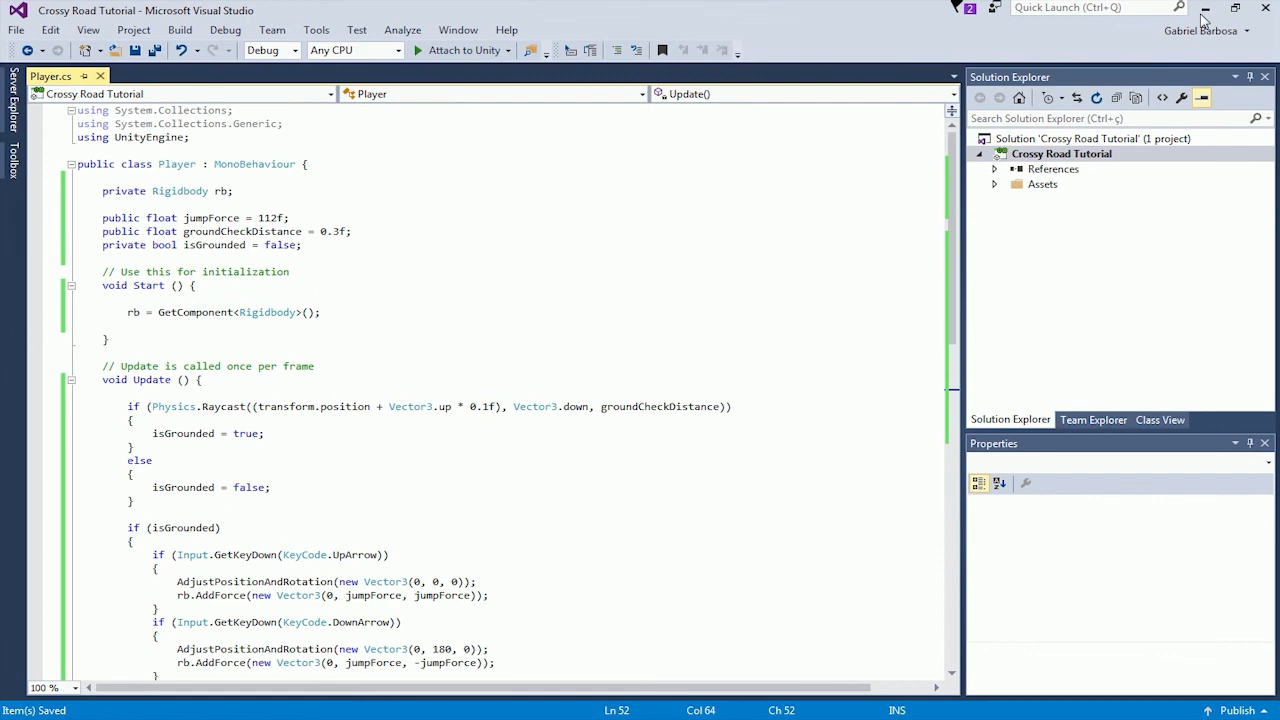 Crossy Road Tutorial - Microsoft Visual Studio
2
Quick Launch (Ctrl+Q)
File Edit View Project Build Debug Team Tools Test Analyze Window Help
Gabriel Barbosa
Debug Any CPU Attach to Unity
Server Explorer
Toolbox
Player.cs
Crossy Road Tutorial Player Update()
using System.Collections;
using System.Collections.Generic;
using UnityEngine;
public class Player : MonoBehaviour {
private Rigidbody rb;
public float jumpForce = 112f;
public float groundCheckDistance = 0.3f;
private bool isGrounded = false;
// Use this for initialization
void Start () {
rb = GetComponent<Rigidbody>();
}
// Update is called once per frame
void Update () {
if (Physics.Raycast((transform.position + Vector3.up * 0.1f), Vector3.down, groundCheckDistance))
{
isGrounded = true;
}
else
{
isGrounded = false;
}
if (isGrounded)
{
if (Input.GetKeyDown(KeyCode.UpArrow))
{
AdjustPositionAndRotation(new Vector3(0, 0, 0));
rb.AddForce(new Vector3(0, jumpForce, jumpForce));
}
if (Input.GetKeyDown(KeyCode.DownArrow))
{
AdjustPositionAndRotation(new Vector3(0, 180, 0));
rb.AddForce(new Vector3(0, jumpForce, -jumpForce));
}
100 %
Solution Explorer
Search Solution Explorer (Ctrl+ç)
Solution 'Crossy Road Tutorial' (1 project)
Crossy Road Tutorial
References
Assets
Solution Explorer Team Explorer Class View
Properties
Item(s) Saved Ln 52 Col 64 Ch 52 INS Publish